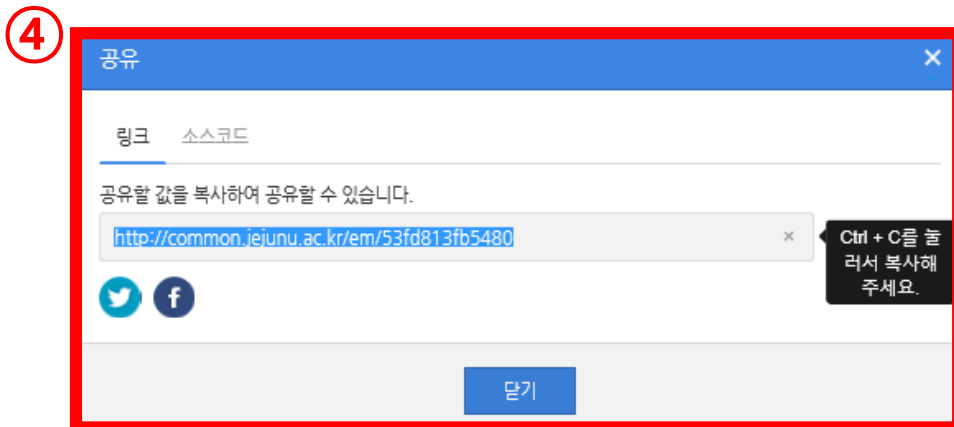 ④
공유
×
링크 소스코드
공유할 값을 복사하여 공유할 수 있습니다.
http://common.jejunu.ac.kr/em/53fd813fb5480 ×
Ctrl + C를 눌
러서 복사해
주세요.
닫기